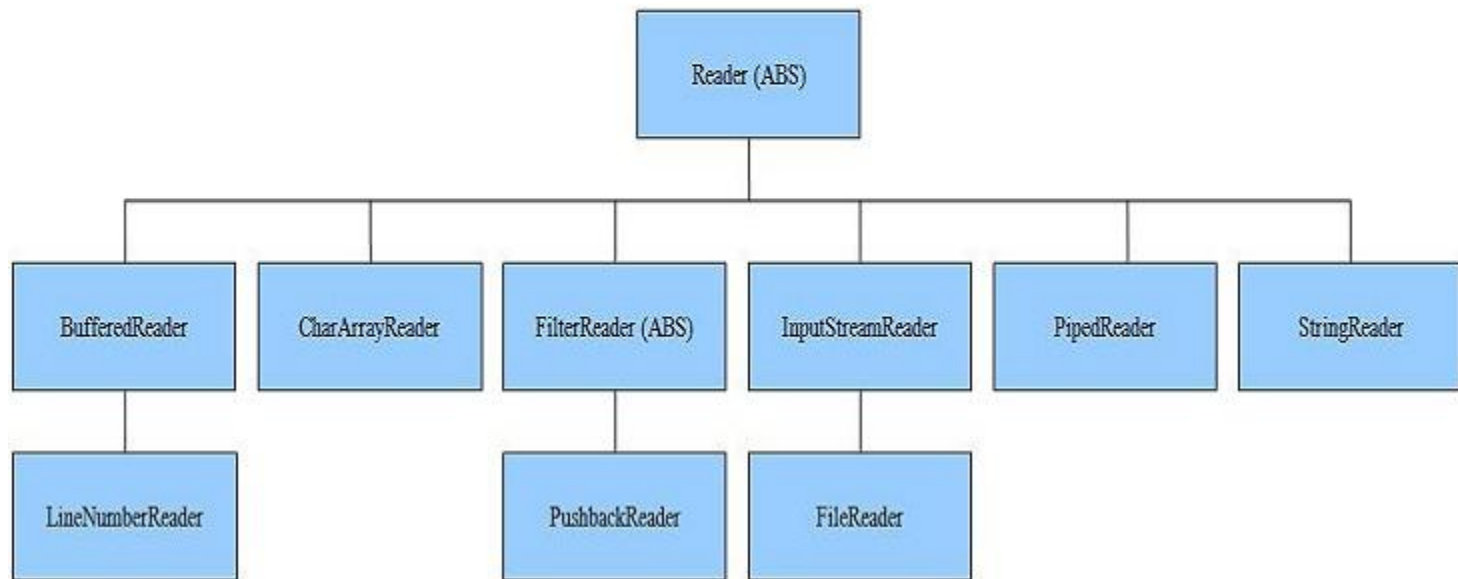 Reader (ABS)
BufferedReader
CharArrayReader
FilterReader (ABS)
InputStreamReader
PipedReader
StringReader
LineNumberReader
PushbackReader
FileReader